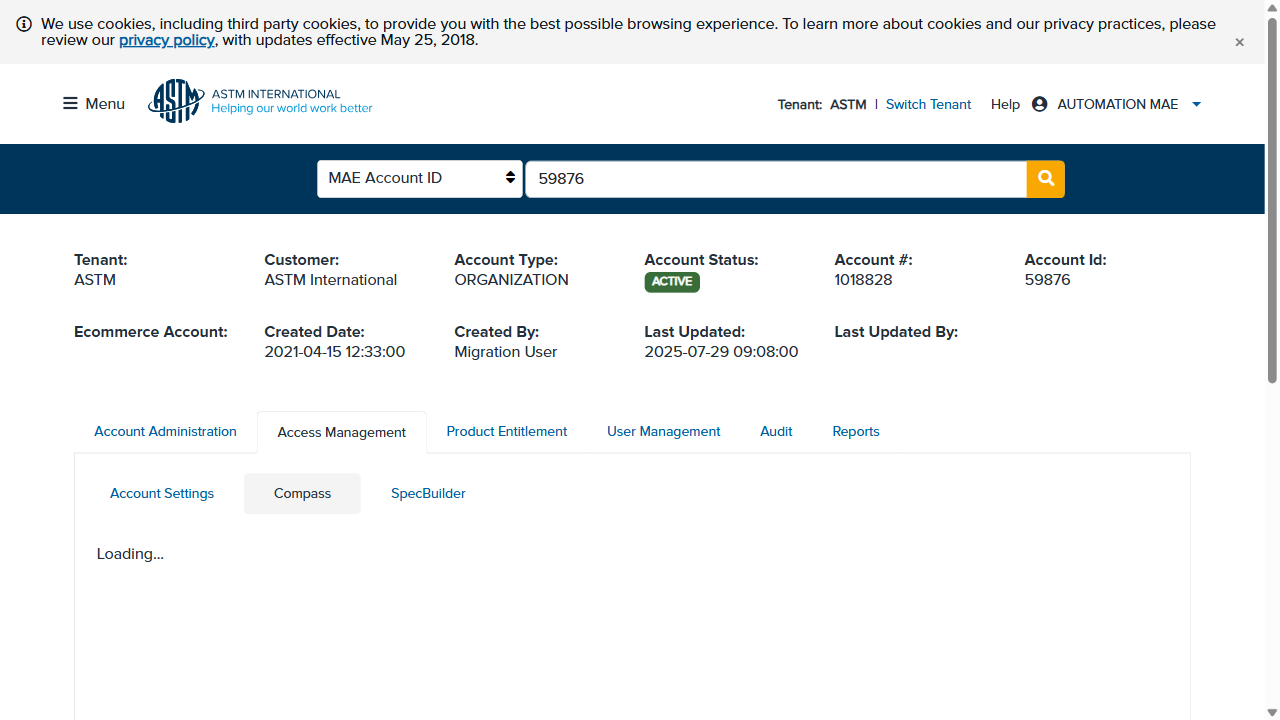 We use cookies, including third party cookies, to provide you with the best possible browsing experience. To learn more about cookies and our privacy practices, please
review our privacy policy, with updates effective May 25, 2018.
×
Menu
ASTM
ASTM INTERNATIONAL
Helping our world work better
Tenant: ASTM | Switch Tenant Help AUTOMATION MAE
MAE Account ID 59876
Tenant: Customer: Account Type: Account Status: Account #: Account Id:
ASTM ASTM International ORGANIZATION ACTIVE 1018828 59876
Ecommerce Account: Created Date: Created By: Last Updated: Last Updated By:
2021-04-15 12:33:00 Migration User 2025-07-29 09:08:00
Account Administration Access Management Product Entitlement User Management Audit Reports
Account Settings Compass SpecBuilder
Loading...